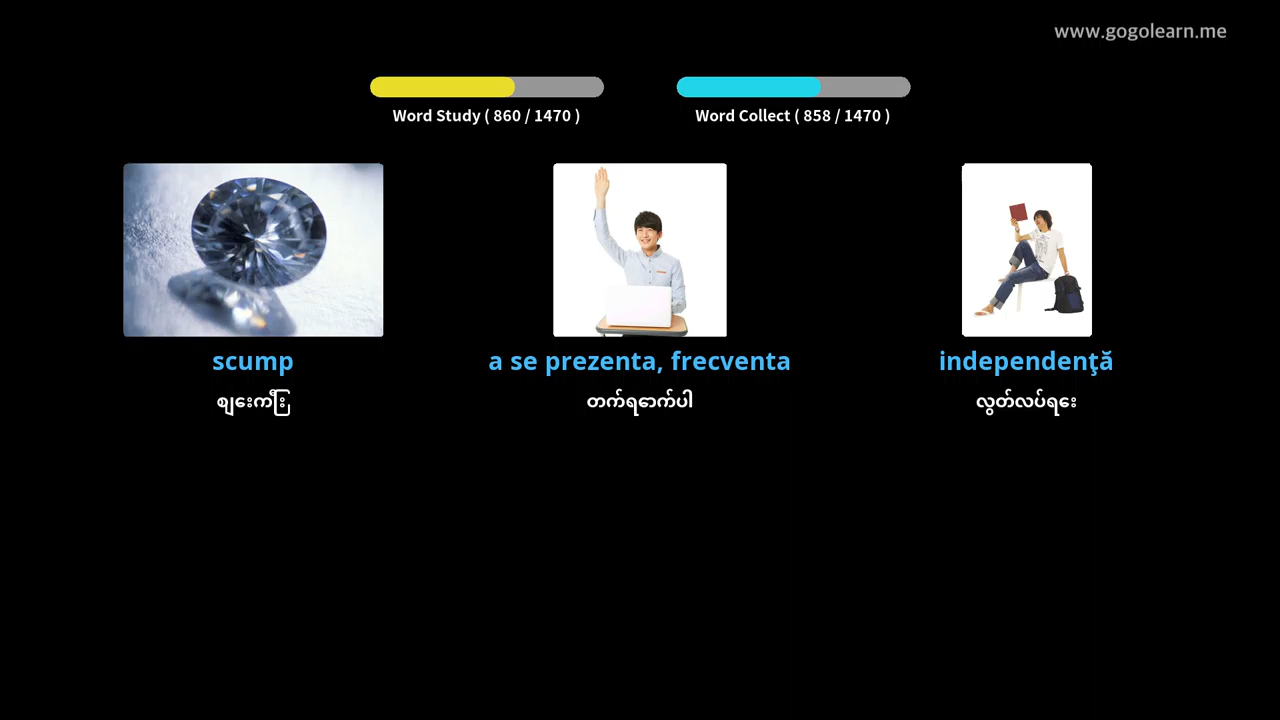 www.gogolearn.me
Word Study ( 860 / 1470 )
Word Collect ( 858 / 1470 )
scump
a se prezenta, frecventa
independenţă
ဈေးကြီး
တက်ရောက်ပါ
လွတ်လပ်ရေး